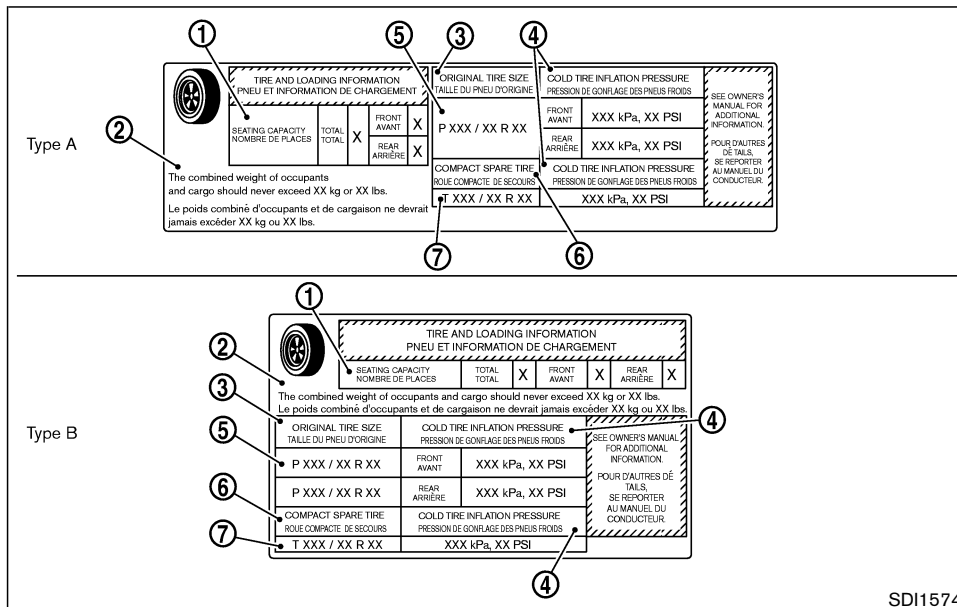 Type A
①
⑤
③
④
②
TIRE AND LOADING INFORMATION
PNEU ET INFORMATION DE CHARGEMENT
SEATING CAPACITY
NOMBRE DE PLACES
TOTAL
TOTAL
X
FRONT
AVANT
X
REAR
ARRIÈRE
X
The combined weight of occupants
and cargo should never exceed XX kg or XX lbs.
Le poids combiné d'occupants et de cargaison ne devrait
jamais excéder XX kg ou XX lbs.
ORIGINAL TIRE SIZE
TAILLE DU PNEU D'ORIGINE
COLD TIRE INFLATION PRESSURE
PRESSION DE GONFLAGE DES PNEUS FROIDS
P XXX / XX R XX
FRONT
AVANT
XXX kPa, XX PSI
REAR
ARRIÈRE
XXX kPa, XX PSI
COMPACT SPARE TIRE
ROUE COMPACTE DE SECOURS
COLD TIRE INFLATION PRESSURE
PRESSION DE GONFLAGE DES PNEUS FROIDS
T XXX / XX R XX
XXX kPa, XX PSI
SEE OWNER'S
MANUAL FOR
ADDITIONAL
INFORMATION.
POUR D'AUTRES
DÉ TAILS,
SE REPORTER
AU MANUEL DU
CONDUCTEUR.
⑦
⑥
Type B
①
②
③
⑤
⑥
⑦
TIRE AND LOADING INFORMATION
PNEU ET INFORMATION DE CHARGEMENT
SEATING CAPACITY
NOMBRE DE PLACES
TOTAL
TOTAL
X
FRONT
AVANT
X
REAR
ARRIÈRE
X
The combined weight of occupants and cargo should never exceed XX kg or XX lbs.
Le poids combiné d'occupants et de cargaison ne devrait jamais excéder XX kg ou XX lbs.
ORIGINAL TIRE SIZE
TAILLE DU PNEU D'ORIGINE
COLD TIRE INFLATION PRESSURE
PRESSION DE GONFLAGE DES PNEUS FROIDS
④
P XXX / XX R XX
FRONT
AVANT
XXX kPa, XX PSI
P XXX / XX R XX
REAR
ARRIÈRE
XXX kPa, XX PSI
COMPACT SPARE TIRE
ROUE COMPACTE DE SECOURS
COLD TIRE INFLATION PRESSURE
PRESSION DE GONFLAGE DES PNEUS FROIDS
T XXX / XX R XX
XXX kPa, XX PSI
SEE OWNER'S MANUAL
FOR ADDITIONAL
INFORMATION.
POUR D'AUTRES DÉ
TAILS,
SE REPORTER
AU MANUEL DU
CONDUCTEUR.
④
SDI1574